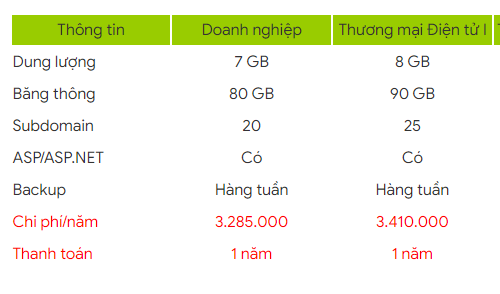 Thông tin Doanh nghiệp Thương mại Điện tử I
Dung lượng 7 GB 8 GB
Băng thông 80 GB 90 GB
Subdomain 20 25
ASP/ASP.NET Có Có
Backup Hàng tuần Hàng tuần
Chi phí/năm 3.285.000 3.410.000
Thanh toán 1 năm 1 năm